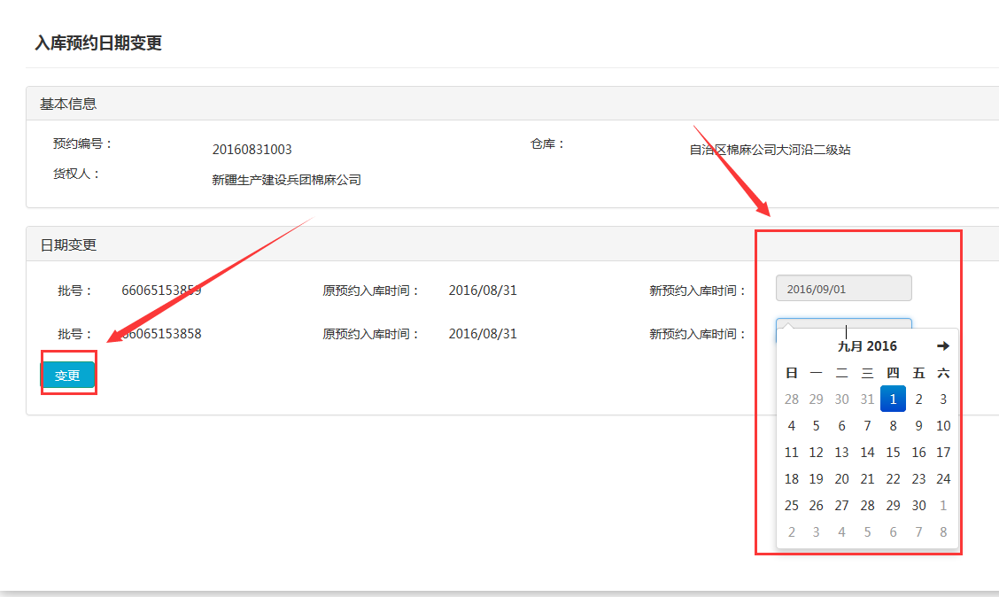 入库预约日期变更
基本信息
预约编号： 20160831003 仓库： 自治区棉麻公司大河沿二级站
货权人： 新疆生产建设兵团棉麻公司
日期变更
批号： 66065153859 原预约入库时间： 2016/08/31 新预约入库时间： 2016/09/01
批号： 66065153858 原预约入库时间： 2016/08/31 新预约入库时间：
变更
九月 2016
日 一 二 三 四 五 六
28 29 30 31 1 2 3
4 5 6 7 8 9 10
11 12 13 14 15 16 17
18 19 20 21 22 23 24
25 26 27 28 29 30 1
2 3 4 5 6 7 8